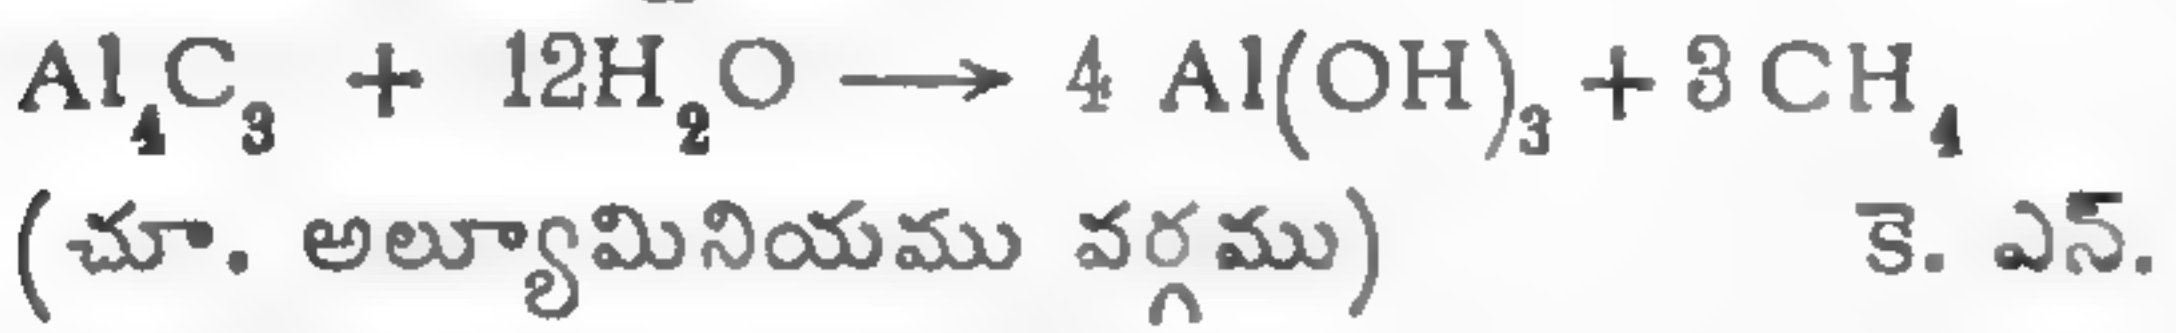 Al₄C₃ + 12H₂O ⟶ 4 Al(OH)₃ + 3 CH₄
(చూ. అల్యూమినియము వర్గము) కె. ఎన్.